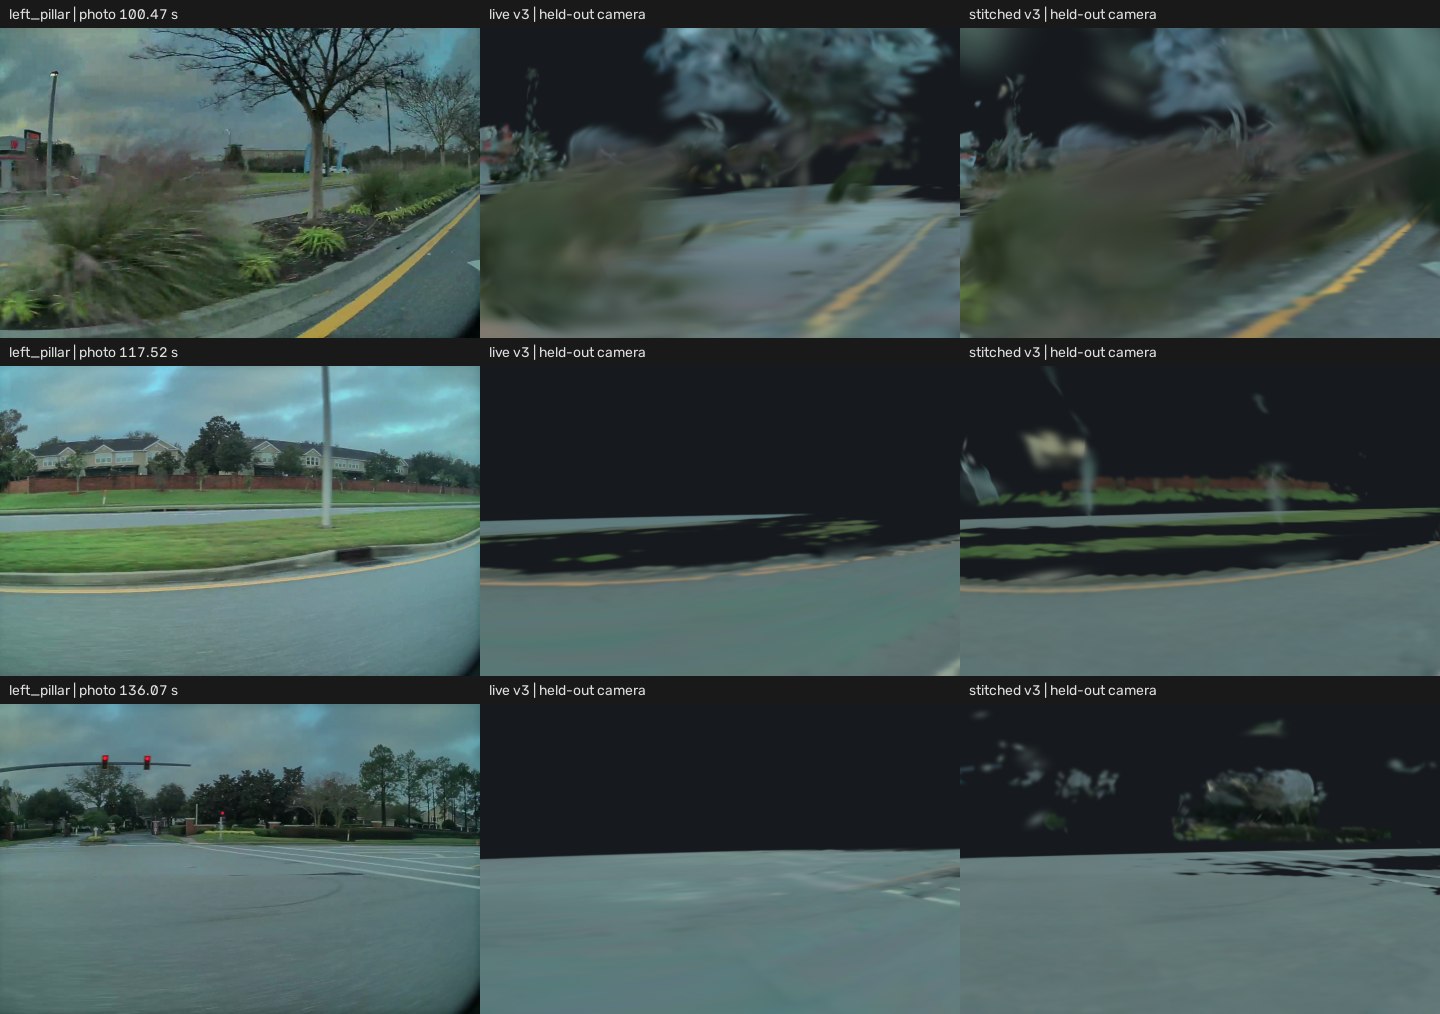 left_pillar | photo 100.47 s
live v3 | held-out camera
stitched v3 | held-out camera
left_pillar | photo 117.52 s
live v3 | held-out camera
stitched v3 | held-out camera
left_pillar | photo 136.07 s
live v3 | held-out camera
stitched v3 | held-out camera